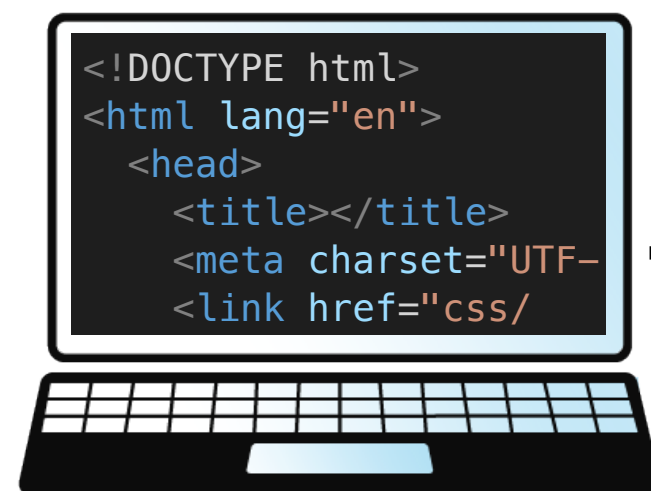 <!DOCTYPE html>
<html lang="en">
<head>
<title></title>
<meta charset="UTF-
<link href="css/